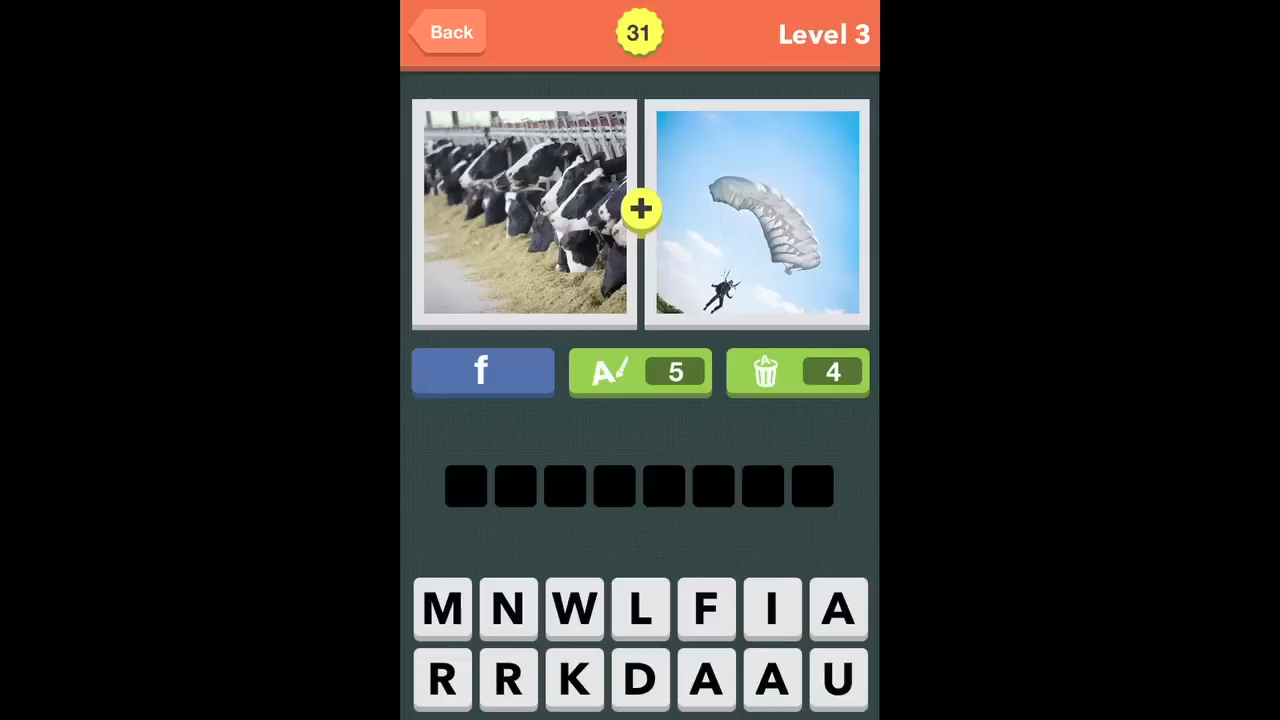 Back 31 Level 3
+
f A 5 A 4
M N W L F I A
R R K D A A U